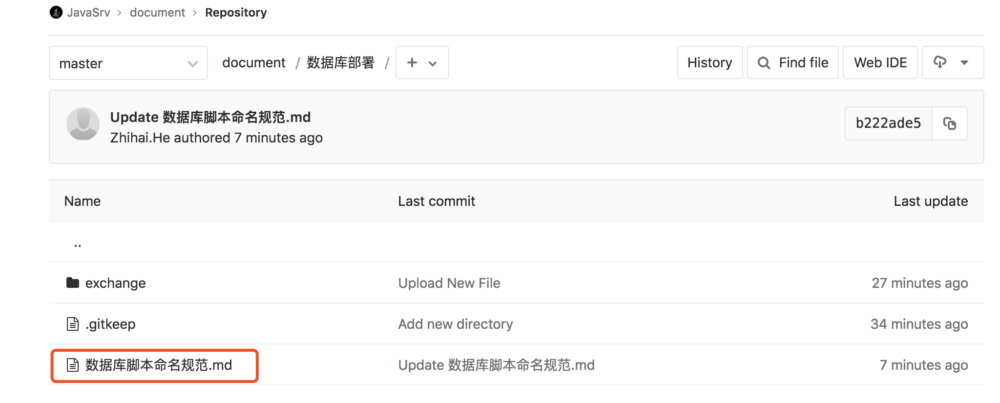 JavaSrv > document > Repository
master document / 数据库部署 / + History Find file Web IDE
Update 数据库脚本命名规范.md
Zhihai.He authored 7 minutes ago
b222ade5
Name Last commit Last update
..
exchange Upload New File 27 minutes ago
.gitkeep Add new directory 34 minutes ago
数据库脚本命名规范.md Update 数据库脚本命名规范.md 7 minutes ago